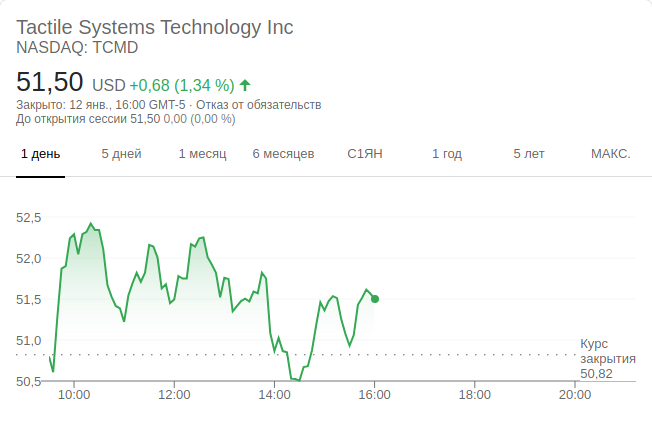 Tactile Systems Technology Inc
NASDAQ: TCMD
51,50 USD +0,68 (1,34 %)
Закрыто: 12 янв., 16:00 GMT-5 · Отказ от обязательств
До открытия сессии 51,50 0,00 (0,00 %)
1 день 5 дней 1 месяц 6 месяцев С1ЯН 1 год 5 лет МАКС.
52,5
52,0
51,5
51,0
50,5
Курс
закрытия
50,82
10:00 12:00 14:00 16:00 18:00 20:00